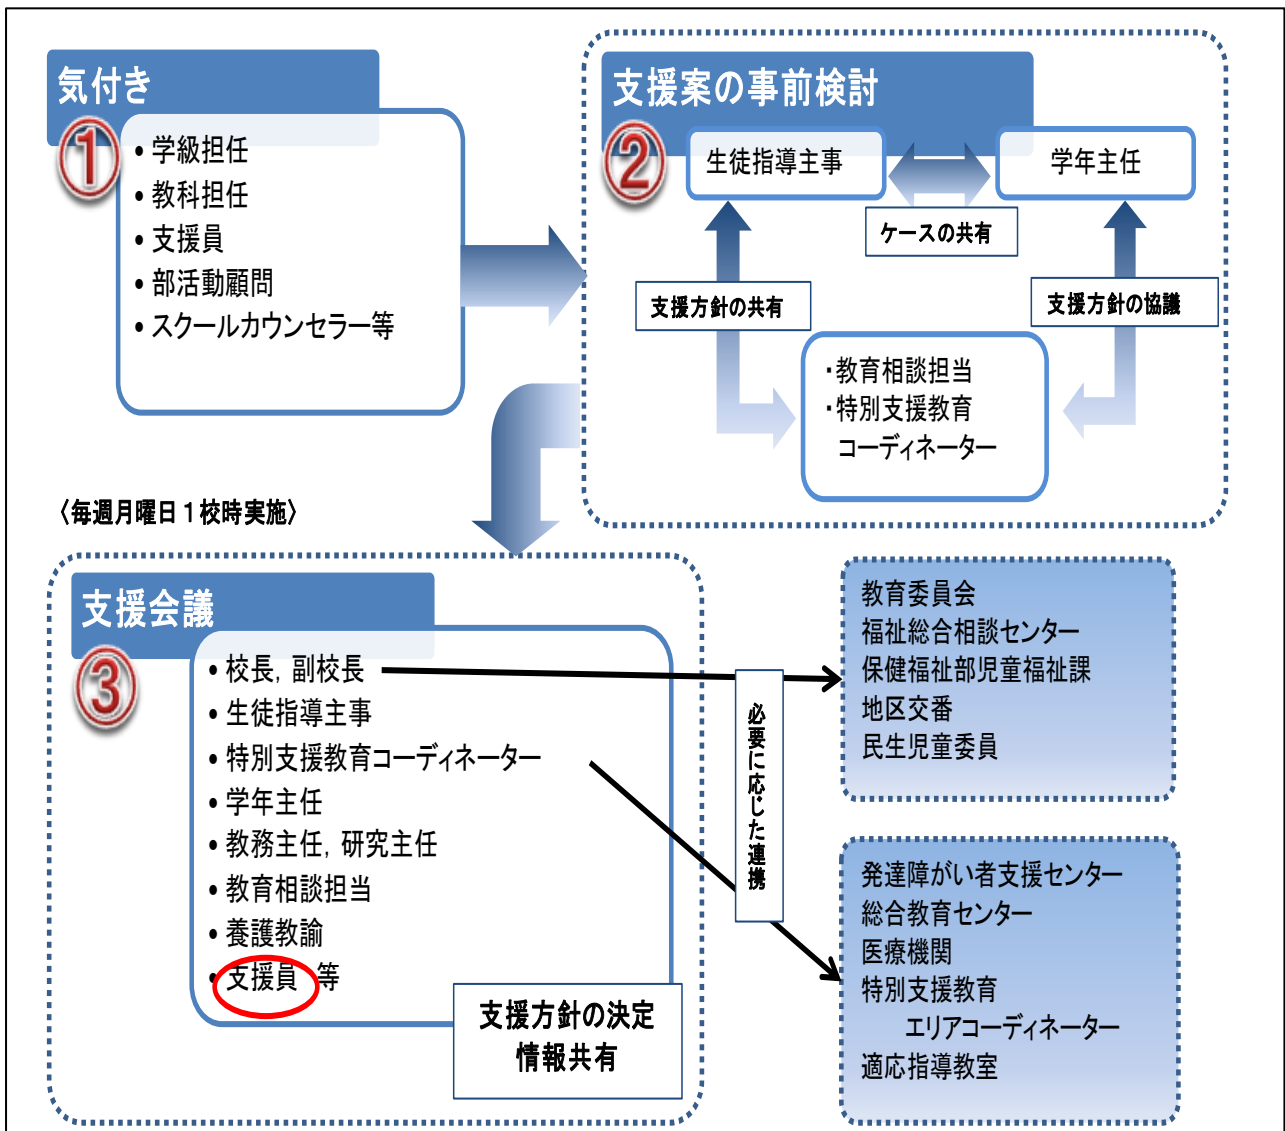 気付き
①
• 学級担任
• 教科担任
• 支援員
• 部活動顧問
• スクールカウンセラー等
支援案の事前検討
②
生徒指導主事
学年主任
ケースの共有
支援方針の共有
支援方針の協議
・教育相談担当
・特別支援教育
コーディネーター
〈毎週月曜日１校時実施〉
支援会議
③
• 校長，副校長
• 生徒指導主事
• 特別支援教育コーディネーター
• 学年主任
• 教務主任，研究主任
• 教育相談担当
• 養護教諭
• 支援員　等
支援方針の決定
情報共有
必要に応じた連携
教育委員会
福祉総合相談センター
保健福祉部児童福祉課
地区交番
民生児童委員
発達障がい者支援センター
総合教育センター
医療機関
特別支援教育
エリアコーディネーター
適応指導教室